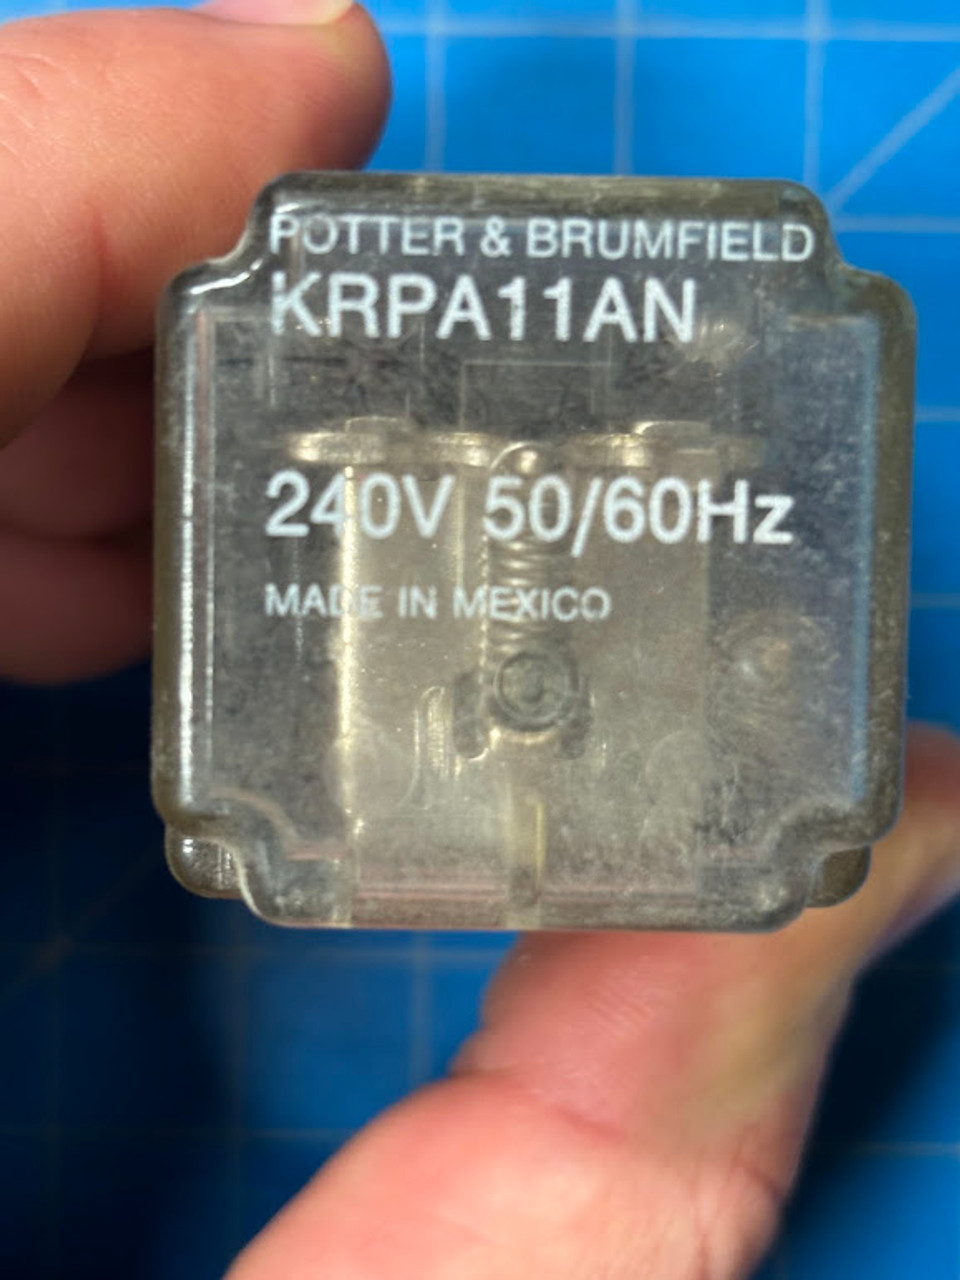 POTTER & BRUMFIELD
KRPA11AN
240V 50/60Hz
MADE IN MEXICO